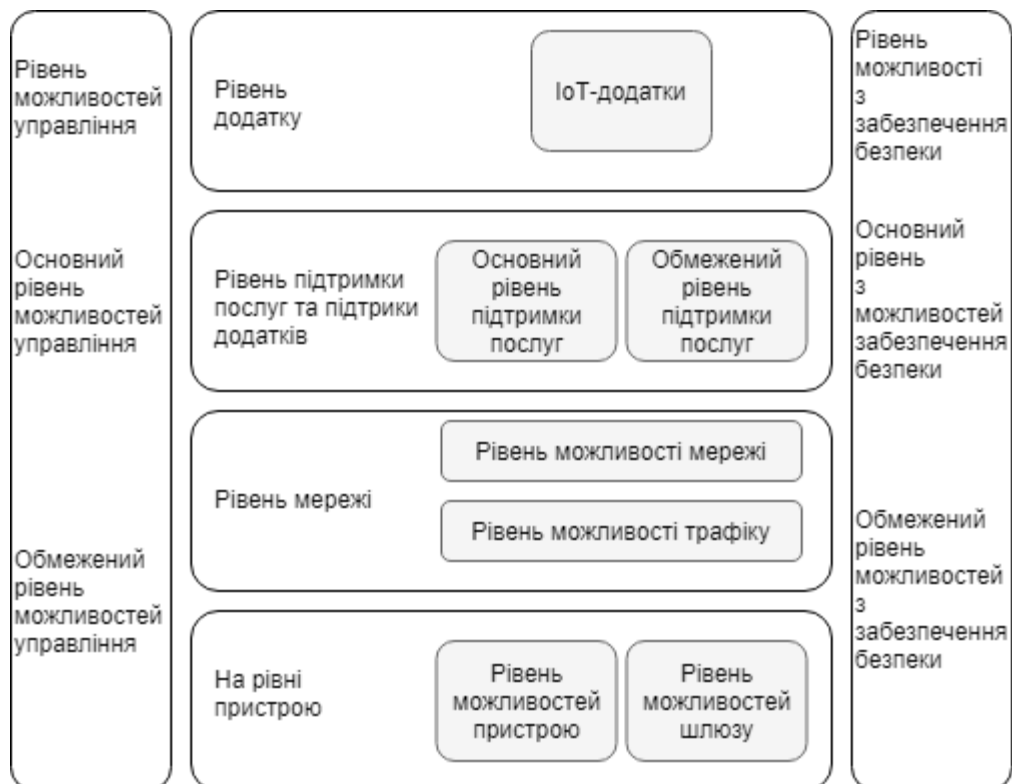 Рівень
можливостей
управління
Основний
рівень
можливостей
управління
Обмежений
рівень
можливостей
управління
Рівень
додатку
IoT-додатки
Рівень підтримки
послуг та підтрики
додатків
Основний
рівень
підтримки
послуг
Обмежений
рівень
підтримки
послуг
Рівень мережі
Рівень можливості мережі
Рівень можливості трафіку
На рівні
пристрою
Рівень
можливостей
пристрою
Рівень
можливостей
шлюзу
Рівень
можливості
з
забезпечення
безпеки
Основний
рівень
з
можливостей
забезпечення
безпеки
Обмежений
рівень
можливостей
з
забезпечення
безпеки